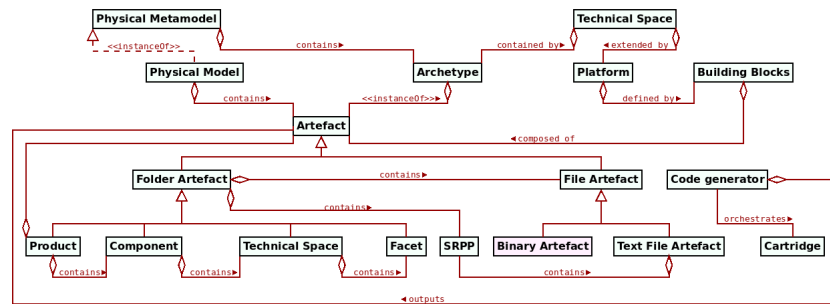 Physical Metamodel
Technical Space
<<instanceOf>>
contains▶
contained by▶
◀extended by
Physical Model
Archetype
Platform
Building Blocks
contains▶
<<instanceOf>>▶
defined by▶
Artefact
◀composed of
Folder Artefact
contains▶
File Artefact
Code generator
contains▶
orchestrates▶
Product
Component
Technical Space
Facet
SRPP
Binary Artefact
Text File Artefact
Cartridge
contains▶
contains▶
contains▶
contains▶
◀outputs